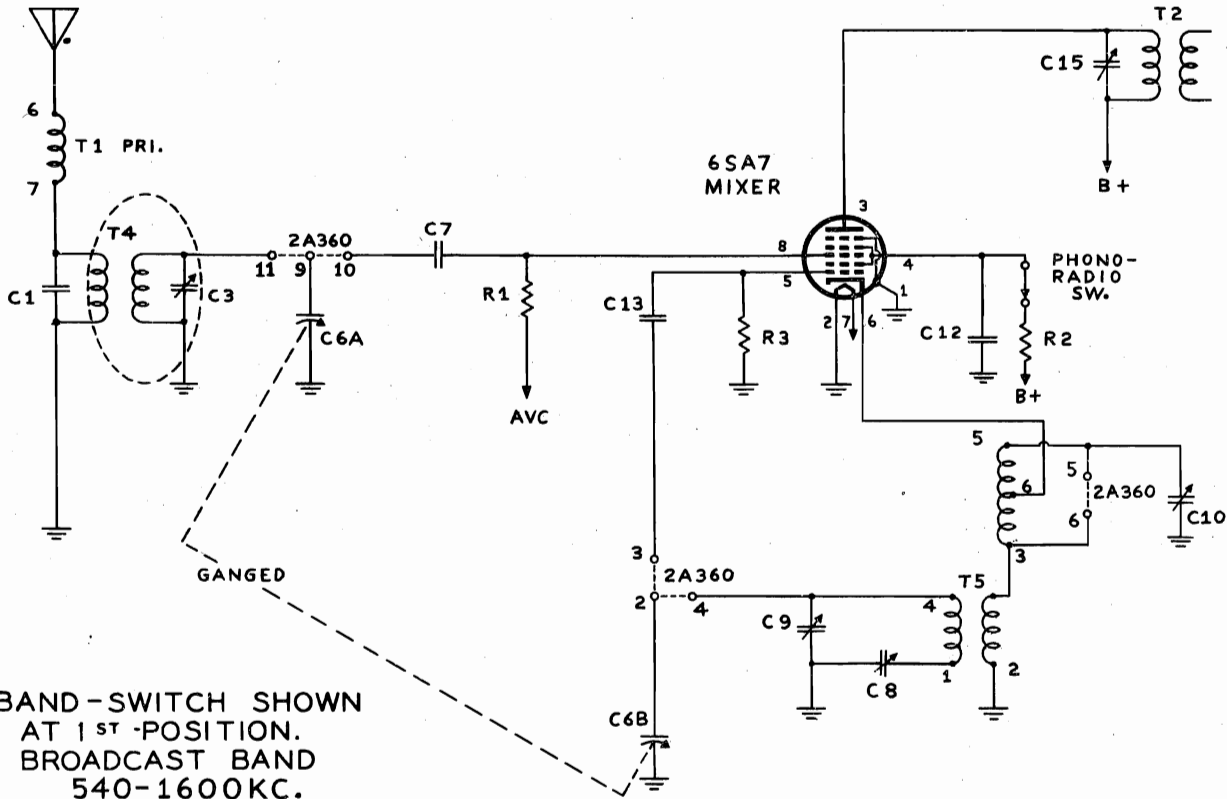 T2
C15
B+
6
T1 PRI.
7
6SA7
MIXER
3
T4
C1
C3
11
2A360
9
10
C6A
C7
R1
AVC
8
5
4
1
2
7
6
C13
R3
C12
PHONO-
RADIO
SW.
R2
B+
5
6
3
5
2A360
6
C10
GANGED
3
2A360
2
4
C9
C8
T5
4
1
2
C6B
BAND-SWITCH SHOWN
AT 1ST-POSITION.
BROADCAST BAND
540-1600KC.